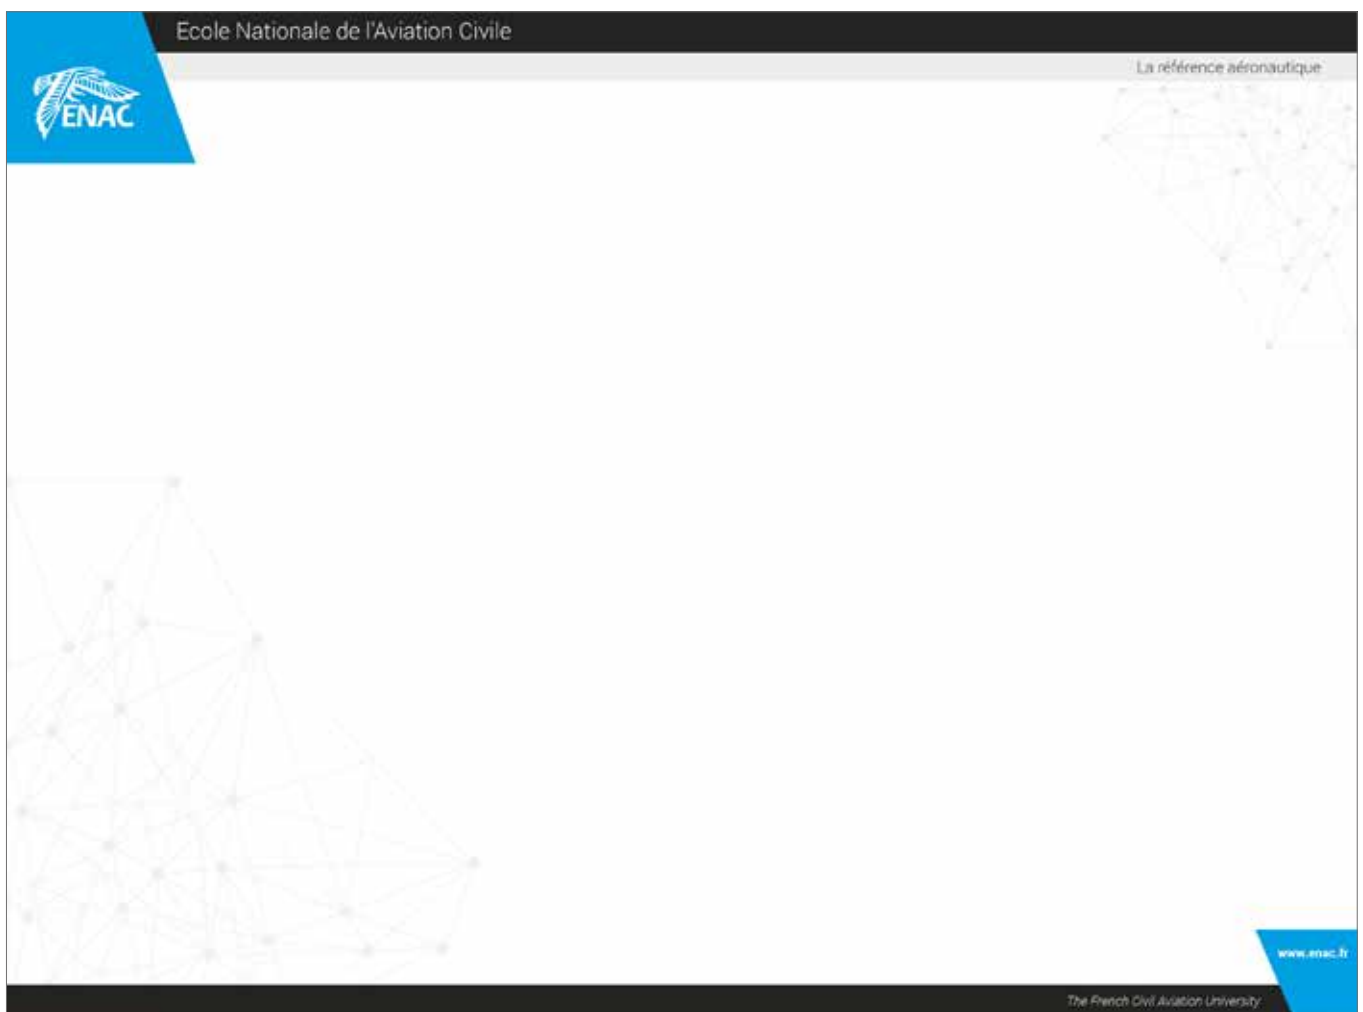 Ecole Nationale de l'Aviation Civile
La référence aéronautique
ENAC
www.enac.fr
The French Civil Aviation University